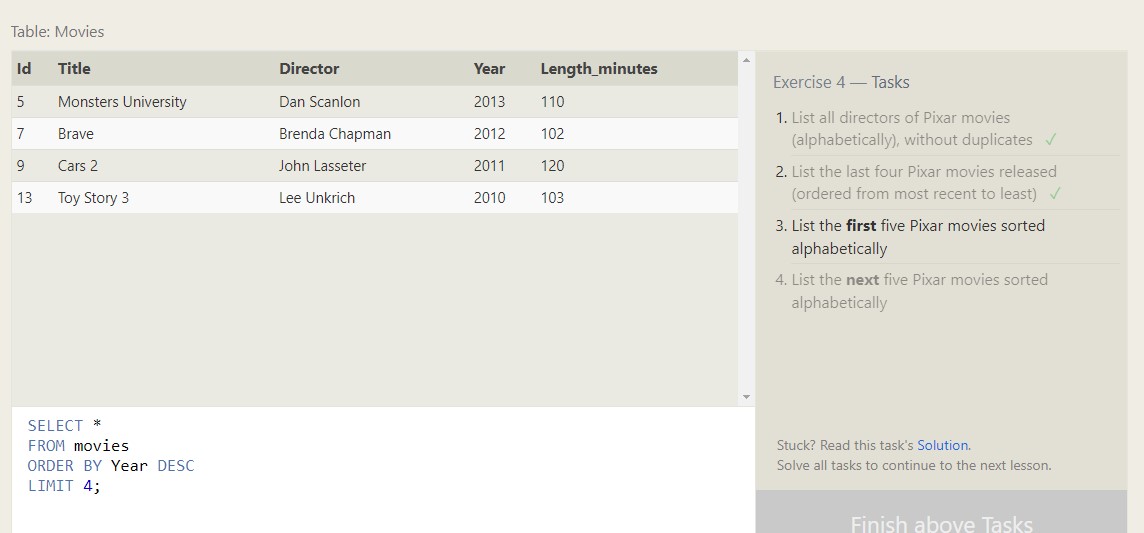 Table: Movies
Id Title Director Year Length_minutes
5 Monsters University Dan Scanlon 2013 110
7 Brave Brenda Chapman 2012 102
9 Cars 2 John Lasseter 2011 120
13 Toy Story 3 Lee Unkrich 2010 103
SELECT *
FROM movies
ORDER BY Year DESC
LIMIT 4;
Exercise 4 — Tasks
1. List all directors of Pixar movies
(alphabetically), without duplicates ✓
2. List the last four Pixar movies released
(ordered from most recent to least) ✓
3. List the first five Pixar movies sorted
alphabetically
4. List the next five Pixar movies sorted
alphabetically
Stuck? Read this task's Solution.
Solve all tasks to continue to the next lesson.
Finish above Tasks